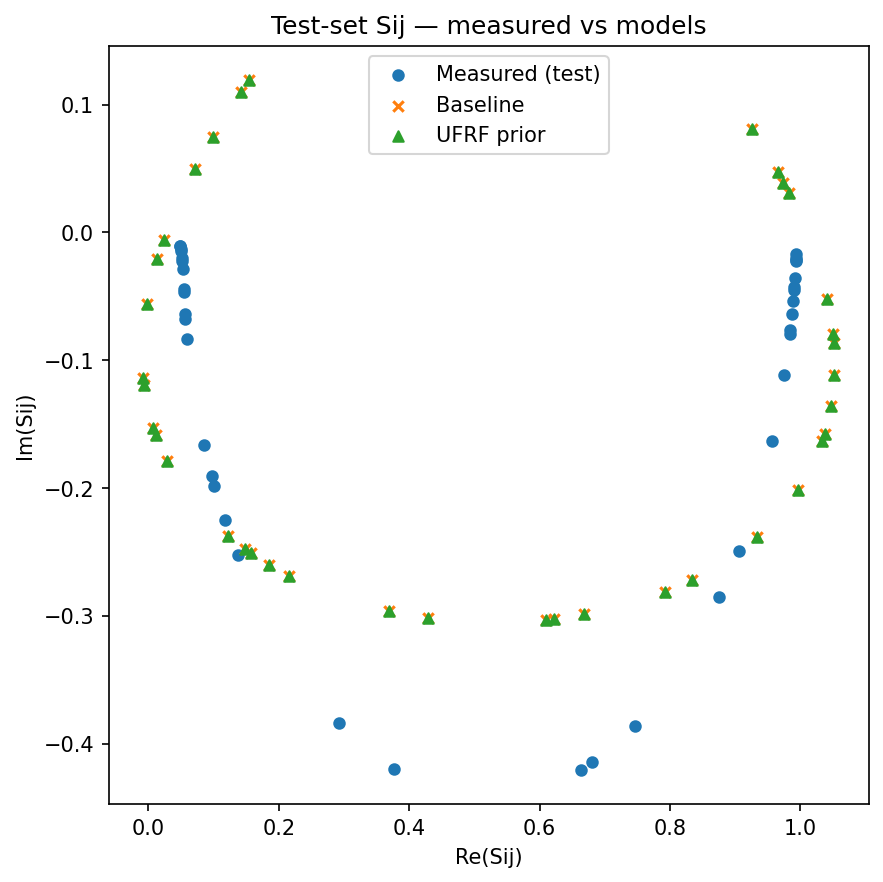 Test-set Sij — measured vs models
Measured (test)
Baseline
UFRF prior
0.1
0.0
−0.1
−0.2
−0.3
−0.4
Im(Sij)
0.0 0.2 0.4 0.6 0.8 1.0
Re(Sij)